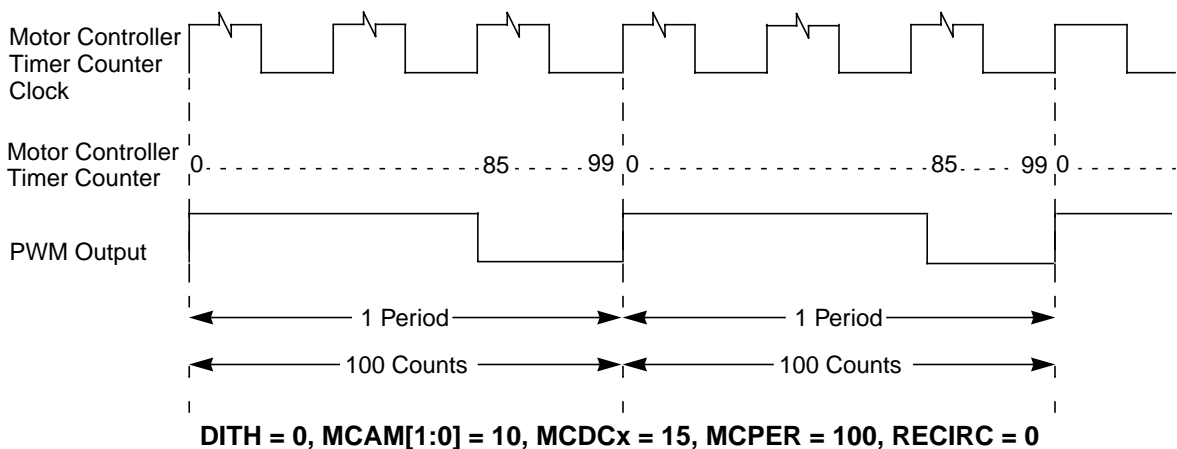 Motor Controller
Timer Counter
Clock
Motor Controller
Timer Counter
0 85 99 0 85 99 0
PWM Output
1 Period 1 Period
100 Counts 100 Counts
DITH = 0, MCAM[1:0] = 10, MCDCx = 15, MCPER = 100, RECIRC = 0